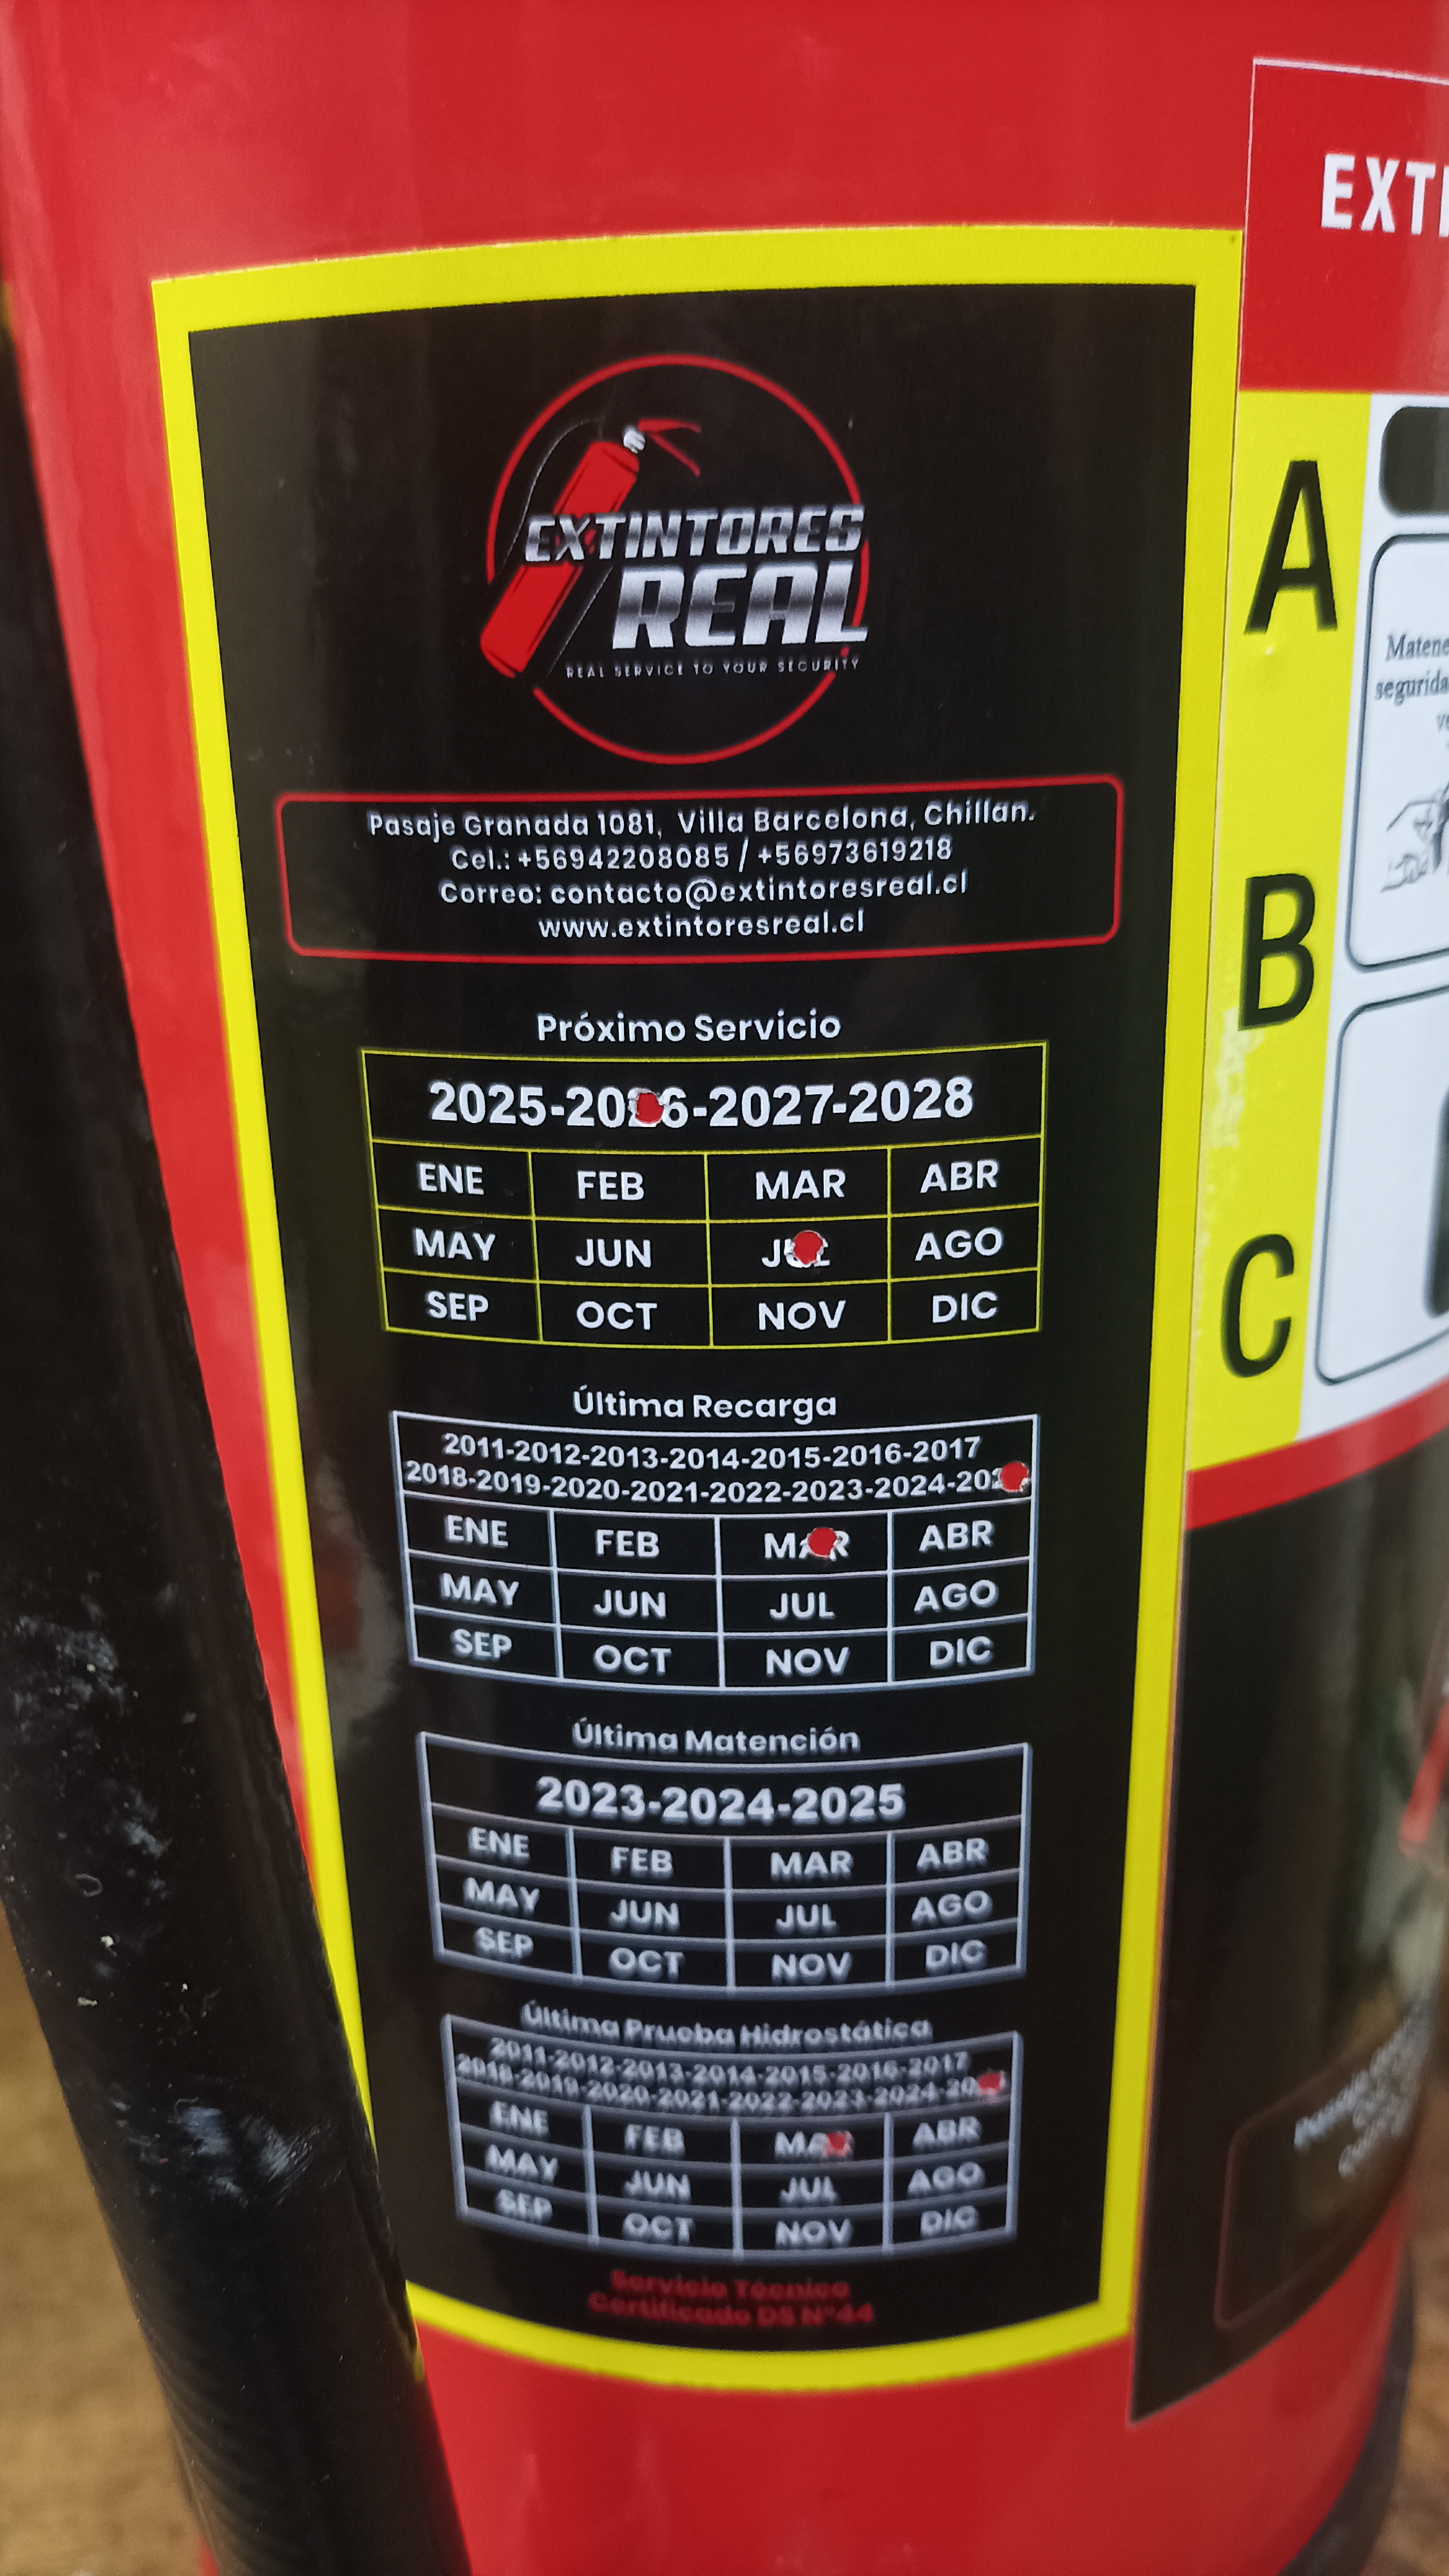 EXTINTORES
REAL
REAL SERVICE TO YOUR SECURITY
Pasaje Granada 1081, Villa Barcelona, Chillan.
Cel.: +56942208085 / +56973619218
Correo: contacto@extintoresreal.cl
www.extintoresreal.cl
Próximo Servicio
2025-2026-2027-2028
ENE FEB MAR ABR
MAY JUN JUL AGO
SEP OCT NOV DIC
Última Recarga
2011-2012-2013-2014-2015-2016-2017
2018-2019-2020-2021-2022-2023-2024-202
ENE FEB MAR ABR
MAY JUN JUL AGO
SEP OCT NOV DIC
Última Matención
2023-2024-2025
ENE FEB MAR ABR
MAY JUN JUL AGO
SEP OCT NOV DIC
Última Prueba Hidrostática
2011-2012-2013-2014-2015-2016-2017
2018-2019-2020-2021-2022-2023-2024-20
ENE FEB MAR ABR
MAY JUN JUL AGO
SEP OCT NOV DIC
Servicio Técnico
Certificado DS N°44
EXTI
A
Matene
segurida
B
C